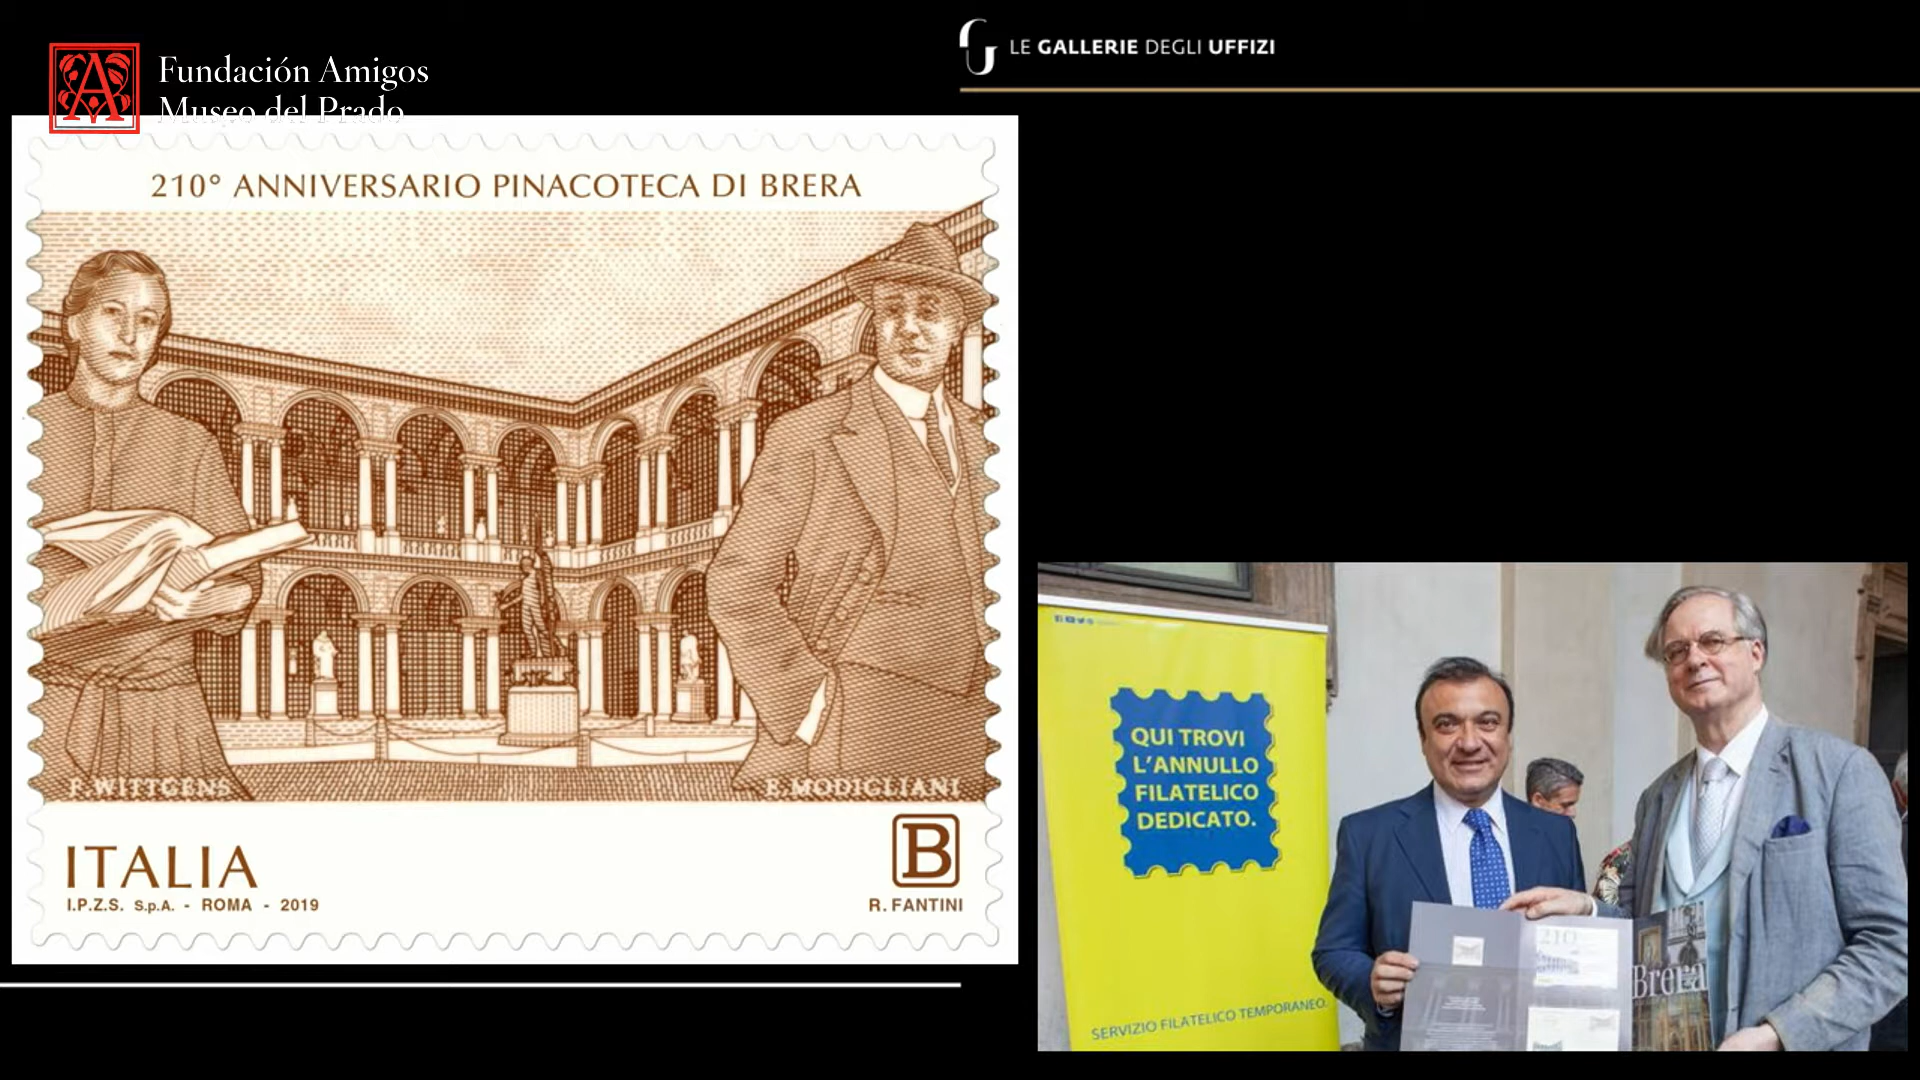 Fundación Amigos
Museo del Prado
LE GALLERIE DEGLI UFFIZI
210° ANNIVERSARIO PINACOTECA DI BRERA
F. WITTGENS
E. MODIGLIANI
ITALIA
B
I.P.Z.S. S.p.A. - ROMA - 2019
R. FANTINI
QUI TROVI
L'ANNULLO
FILATELICO
DEDICATO.
SERVIZIO FILATELICO TEMPORANEO.
210
Brera